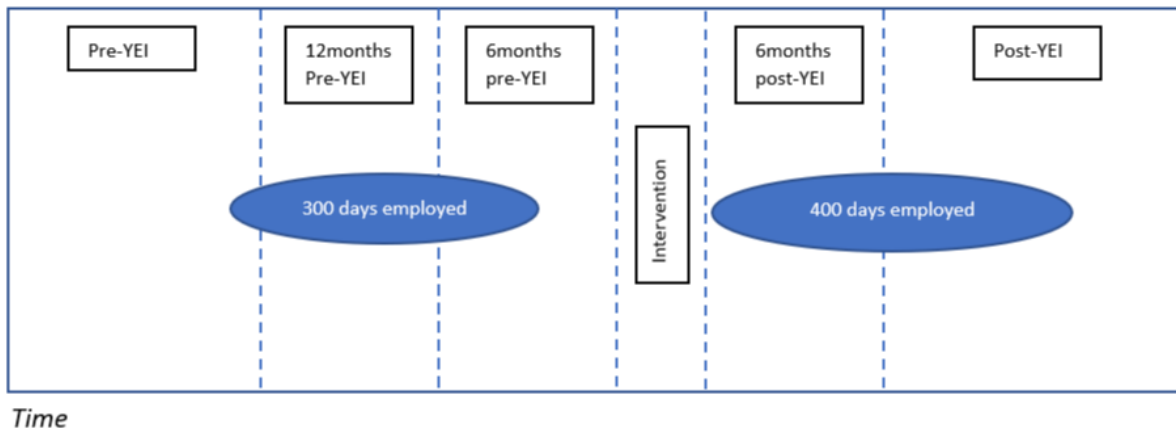 Pre-YEI
12months
Pre-YEI
6months
pre-YEI
6months
post-YEI
Post-YEI
Intervention
300 days employed
400 days employed
Time